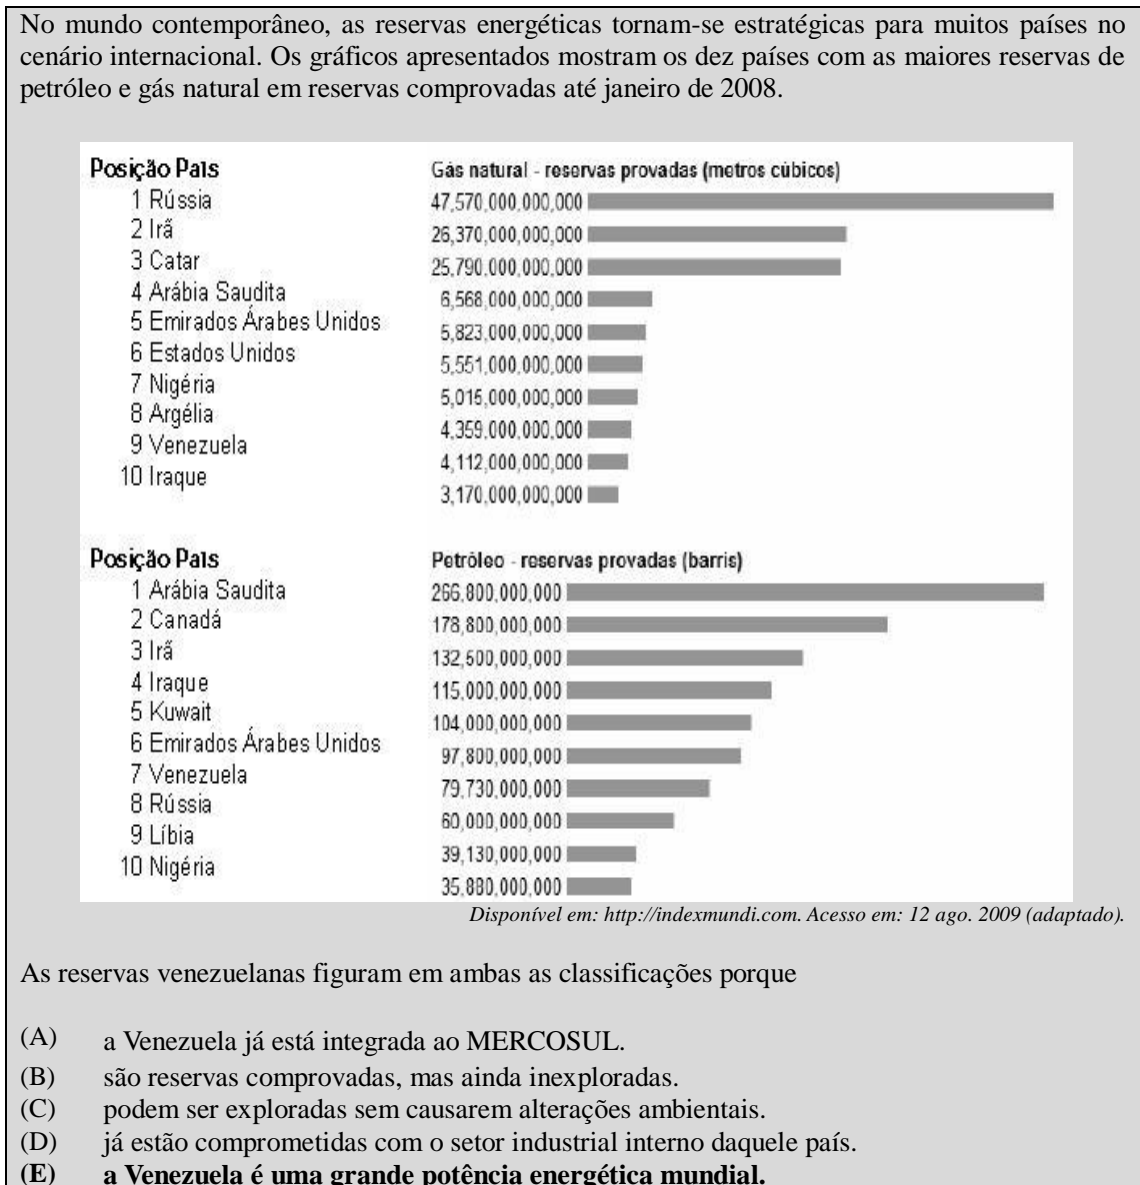 No mundo contemporâneo, as reservas energéticas tornam-se estratégicas para muitos países no
cenário internacional. Os gráficos apresentados mostram os dez países com as maiores reservas de
petróleo e gás natural em reservas comprovadas até janeiro de 2008.
Posição País
1 Rússia
2 Irã
3 Catar
4 Arábia Saudita
5 Emirados Árabes Unidos
6 Estados Unidos
7 Nigéria
8 Argélia
9 Venezuela
10 Iraque
Gás natural - reservas provadas (metros cúbicos)
47,570,000,000,000
26,370,000,000,000
25,790,000,000,000
6,568,000,000,000
5,823,000,000,000
5,551,000,000,000
5,015,000,000,000
4,359,000,000,000
4,112,000,000,000
3,170,000,000,000
Posição País
1 Arábia Saudita
2 Canadá
3 Irã
4 Iraque
5 Kuwait
6 Emirados Árabes Unidos
7 Venezuela
8 Rússia
9 Líbia
10 Nigéria
Petróleo - reservas provadas (barris)
266,800,000,000
178,800,000,000
132,500,000,000
115,000,000,000
104,000,000,000
97,800,000,000
79,730,000,000
60,000,000,000
39,130,000,000
35,880,000,000
Disponível em: http://indexmundi.com. Acesso em: 12 ago. 2009 (adaptado).
As reservas venezuelanas figuram em ambas as classificações porque
(A) a Venezuela já está integrada ao MERCOSUL.
(B) são reservas comprovadas, mas ainda inexploradas.
(C) podem ser exploradas sem causarem alterações ambientais.
(D) já estão comprometidas com o setor industrial interno daquele país.
(E) a Venezuela é uma grande potência energética mundial.